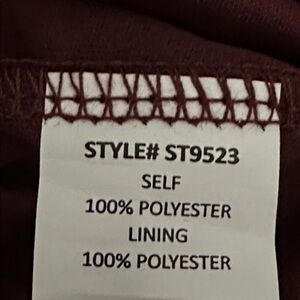 STYLE# ST9523
SELF
100% POLYESTER
LINING
100% POLYESTER